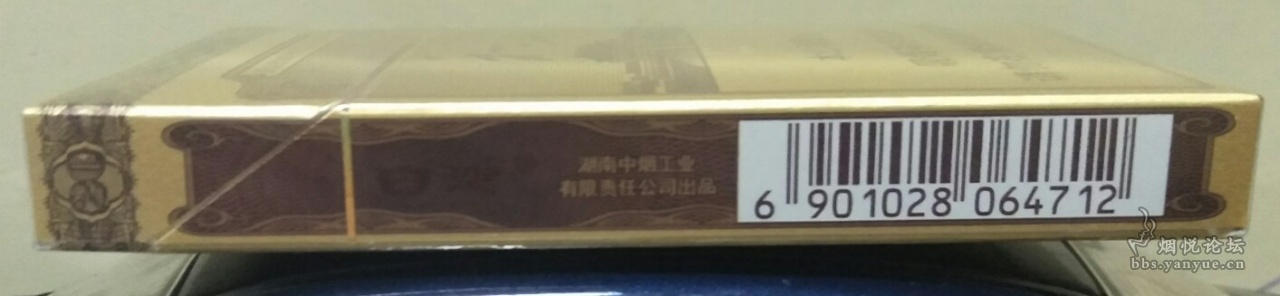 湖南中烟工业
有限责任公司出品
6 901028 064712
烟悦论坛
bbs.yanyue.cn